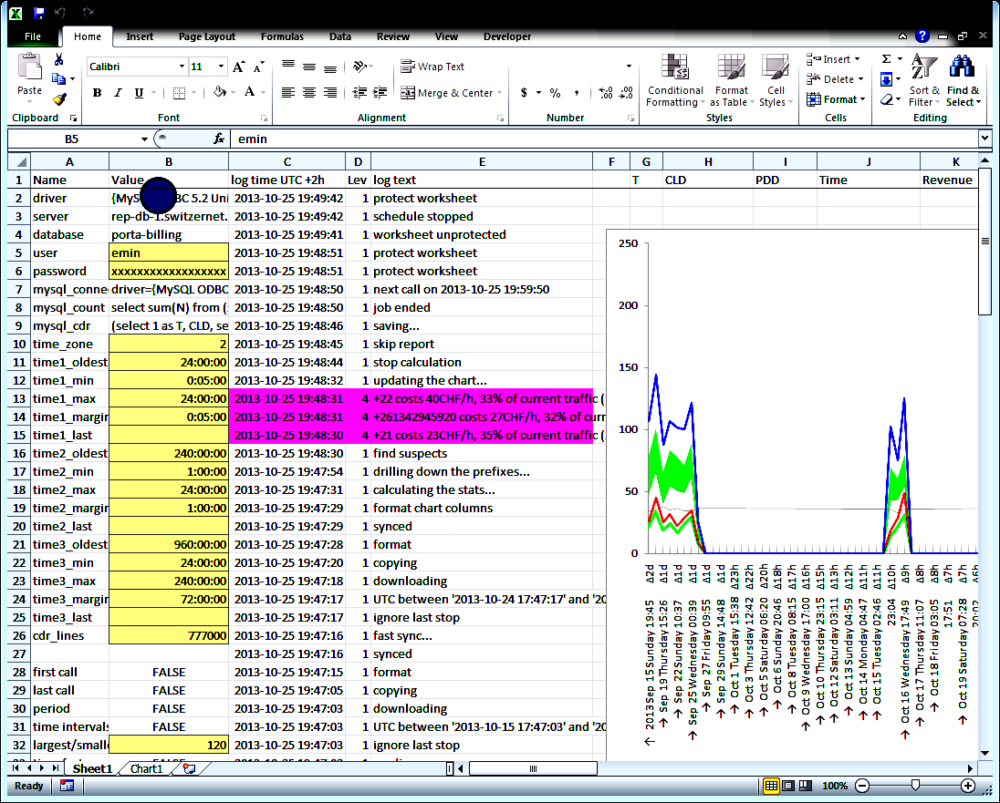 File Home Insert Page Layout Formulas Data Review View Developer
Calibri 11 Wrap Text Insert
Paste B I U Merge & Center $ % , Conditional Formatting Format as Table Cell Styles Delete Format Sort & Filter Find & Select
Clipboard Font Alignment Number Styles Cells Editing
B5 fx emin
A B C D E F G H I J K
1 Name Value log time UTC +2h Lev log text T CLD PDD Time Revenue
2 driver 5.2 Uni 2013-10-25 19:49:42 1 protect worksheet
3 server rep-db-1.switzernet. 2013-10-25 19:49:42 1 schedule stopped
4 database porta-billing 2013-10-25 19:49:41 1 worksheet unprotected
5 user emin 2013-10-25 19:48:51 1 protect worksheet
6 password xxxxxxxxxxxxxxxxx 2013-10-25 19:48:51 1 protect worksheet
7 mysql_conne driver={MySQL ODBC 2013-10-25 19:48:50 1 next call on 2013-10-25 19:59:50
8 mysql_count select sum(N) from ( 2013-10-25 19:48:50 1 job ended
9 mysql_cdr (select 1 as T, CLD, se 2013-10-25 19:48:46 1 saving...
10 time_zone 2 2013-10-25 19:48:45 1 skip report
11 time1_oldest 24:00:00 2013-10-25 19:48:44 1 stop calculation
12 time1_min 0:05:00 2013-10-25 19:48:32 1 updating the chart...
13 time1_max 24:00:00 2013-10-25 19:48:31 4 +22 costs 40CHF/h, 33% of current traffic (
14 time1_margin 0:05:00 2013-10-25 19:48:31 4 +261342945920 costs 27CHF/h, 32% of curr
15 time1_last 2013-10-25 19:48:30 4 +21 costs 23CHF/h, 35% of current traffic (
16 time2_oldest 240:00:00 2013-10-25 19:48:30 1 find suspects
17 time2_min 1:00:00 2013-10-25 19:47:54 1 drilling down the prefixes...
18 time2_max 24:00:00 2013-10-25 19:47:31 1 calculating the stats...
19 time2_margin 1:00:00 2013-10-25 19:47:29 1 format chart columns
20 time2_last 2013-10-25 19:47:29 1 synced
21 time3_oldest 960:00:00 2013-10-25 19:47:28 1 format
22 time3_min 24:00:00 2013-10-25 19:47:20 1 copying
23 time3_max 240:00:00 2013-10-25 19:47:18 1 downloading
24 time3_margin 72:00:00 2013-10-25 19:47:17 1 UTC between '2013-10-24 17:47:17' and '20
25 time3_last 2013-10-25 19:47:17 1 ignore last stop
26 cdr_lines 777000 2013-10-25 19:47:16 1 fast sync...
27 2013-10-25 19:47:16 1 synced
28 first call FALSE 2013-10-25 19:47:15 1 format
29 last call FALSE 2013-10-25 19:47:05 1 copying
30 period FALSE 2013-10-25 19:47:03 1 downloading
31 time intervals FALSE 2013-10-25 19:47:03 1 UTC between '2013-10-15 17:47:03' and '20
32 largest/smalle 120 2013-10-25 19:47:03 1 ignore last stop
250
200
150
100
50
0
← 2013 Sep 15 Sunday 19:45 Δ2d
→ Sep 19 Thursday 15:26 Δ1d
→ Sep 22 Sunday 10:37 Δ1d
→ Sep 25 Wednesday 00:39 Δ1d
→ Sep 27 Friday 09:55 Δ1d
→ Sep 29 Sunday 14:48 Δ1d
→ Oct 1 Tuesday 15:38 Δ23h
→ Oct 3 Thursday 12:42 Δ22h
→ Oct 5 Saturday 06:20 Δ20h
→ Oct 6 Sunday 20:46 Δ18h
→ Oct 8 Tuesday 08:15 Δ17h
→ Oct 9 Wednesday 17:00 Δ16h
→ Oct 10 Thursday 23:15 Δ15h
→ Oct 12 Saturday 03:11 Δ13h
→ Oct 13 Sunday 04:59 Δ12h
→ Oct 14 Monday 04:47 Δ11h
→ Oct 15 Tuesday 02:46 Δ11h
23:04 Δ10h
→ Oct 16 Wednesday 17:49 Δ9h
→ Oct 17 Thursday 11:07 Δ8h
→ Oct 18 Friday 03:05 Δ8h
17:51 Δ7h
→ Oct 19 Saturday 07:28 Δ7h
20:02 Δ6h
Sheet1 Chart1
Ready 100%